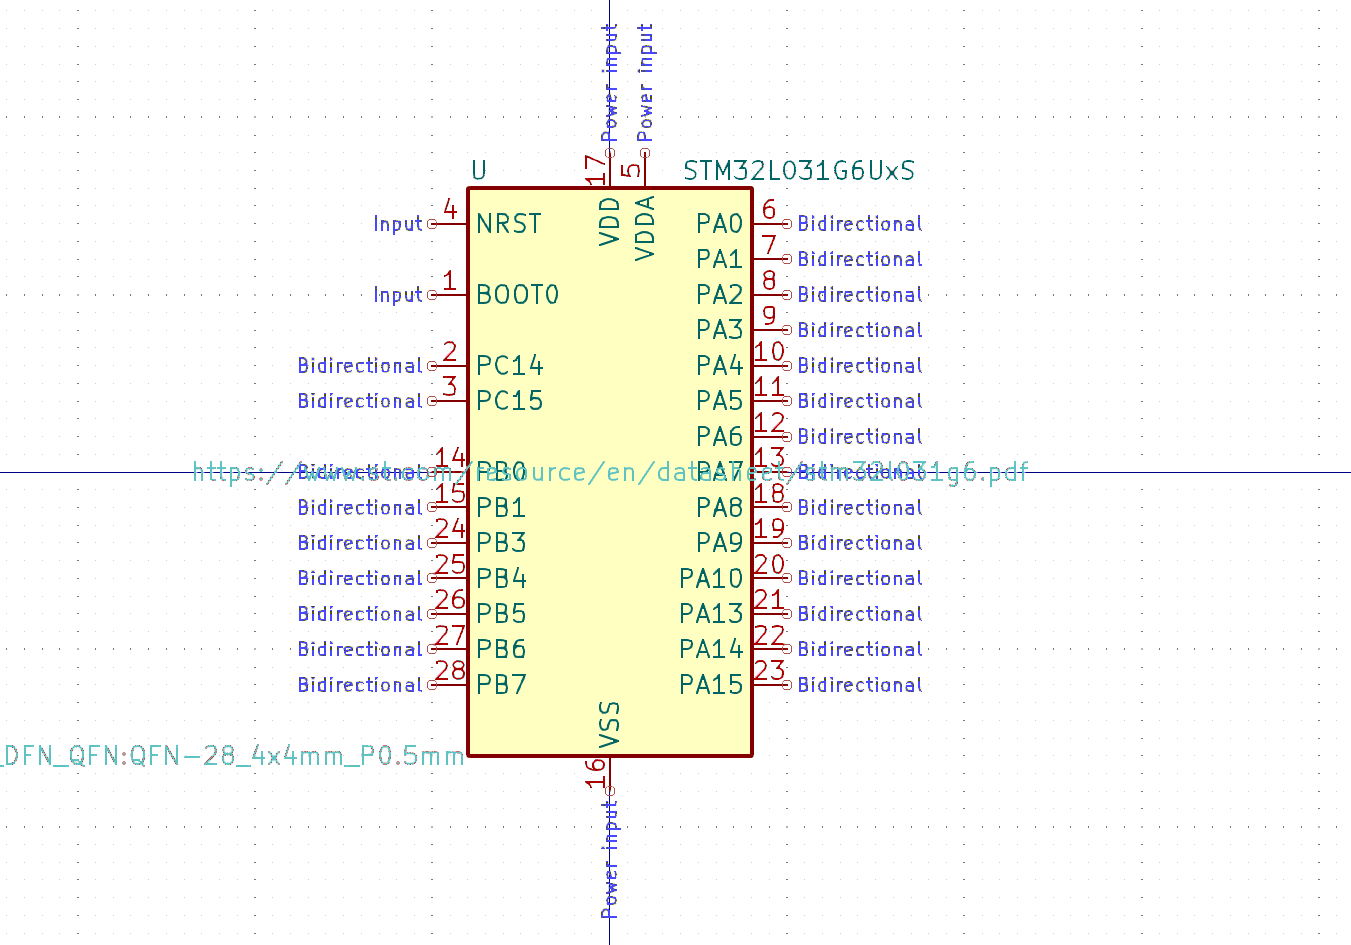 Power input Power input
17 5
U STM32L031G6UxS
VDD VDDA
Input 4 NRST PA0 6 Bidirectional
PA1 7 Bidirectional
Input 1 BOOT0 PA2 8 Bidirectional
PA3 9 Bidirectional
Bidirectional 2 PC14 PA4 10 Bidirectional
Bidirectional 3 PC15 PA5 11 Bidirectional
PA6 12 Bidirectional
Bidirectional 14 PB0 PA7 13 Bidirectional
https://www.st.com/resource/en/datasheet/stm32l031g6.pdf
Bidirectional 15 PB1 PA8 18 Bidirectional
Bidirectional 24 PB3 PA9 19 Bidirectional
Bidirectional 25 PB4 PA10 20 Bidirectional
Bidirectional 26 PB5 PA13 21 Bidirectional
Bidirectional 27 PB6 PA14 22 Bidirectional
Bidirectional 28 PB7 PA15 23 Bidirectional
VSS
_DFN_QFN:QFN-28_4x4mm_P0.5mm
16
Power input